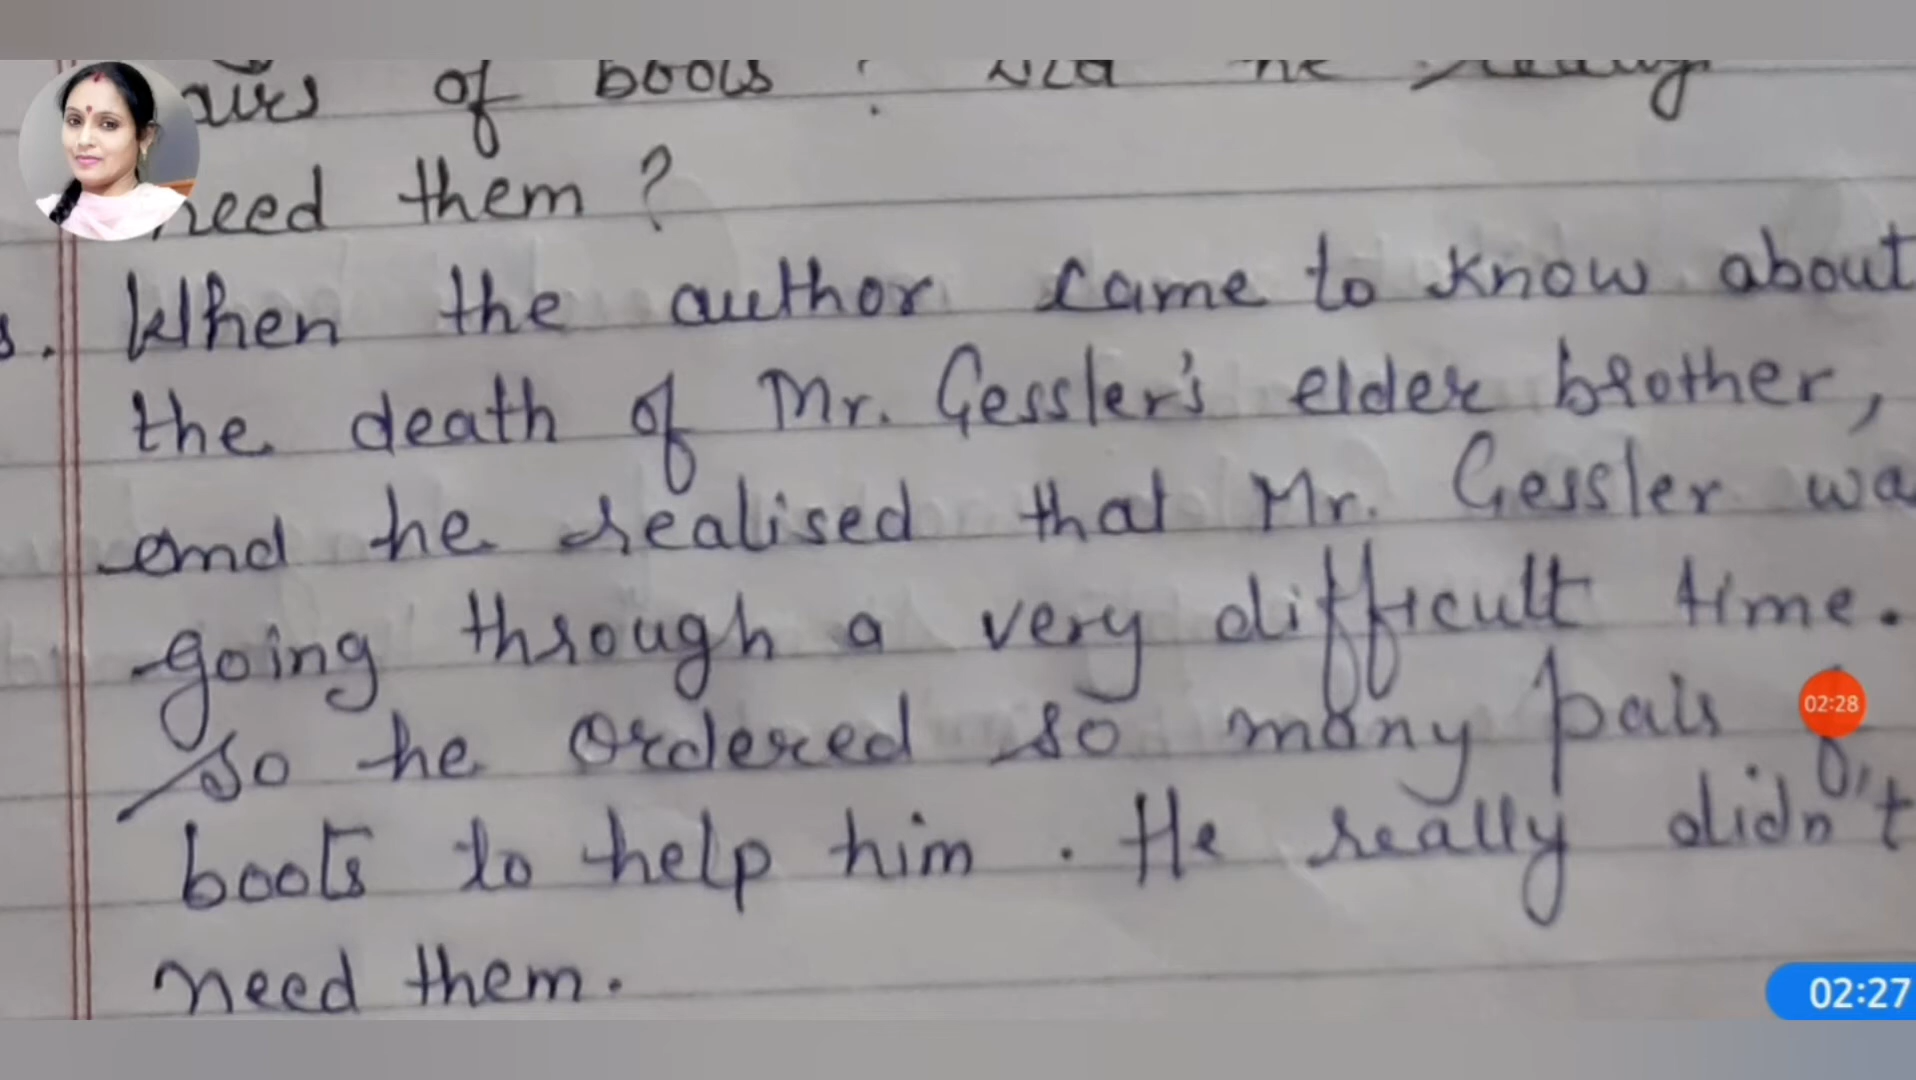 of boots ? Did he really
need them ?
s. When the author came to know about
the death of Mr. Gessler's elder brother,
and he realised that Mr. Gessler wa
going through a very difficult time.
So he ordered so many pais
boots to help him . He really didn't
need them.
02:28
02:27